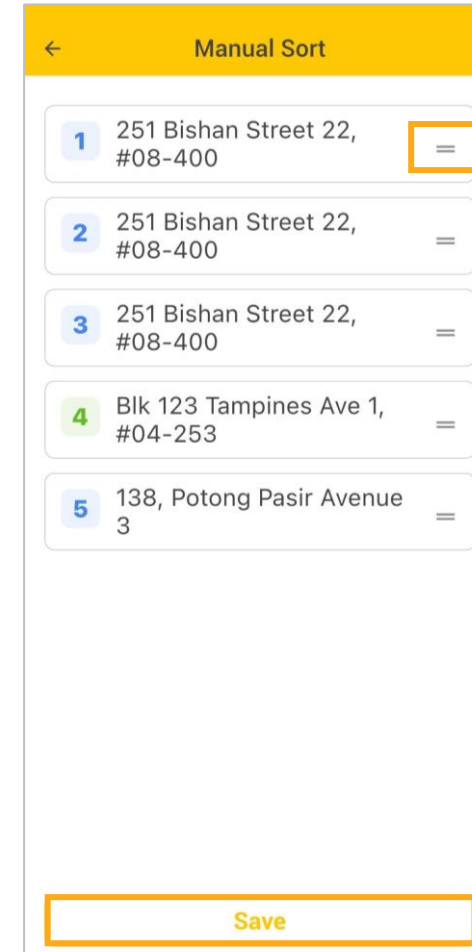 Manual Sort
1
251 Bishan Street 22,
#08-400
2
251 Bishan Street 22,
#08-400
3
251 Bishan Street 22,
#08-400
4
Blk 123 Tampines Ave 1,
#04-253
5
138, Potong Pasir Avenue
3
Save